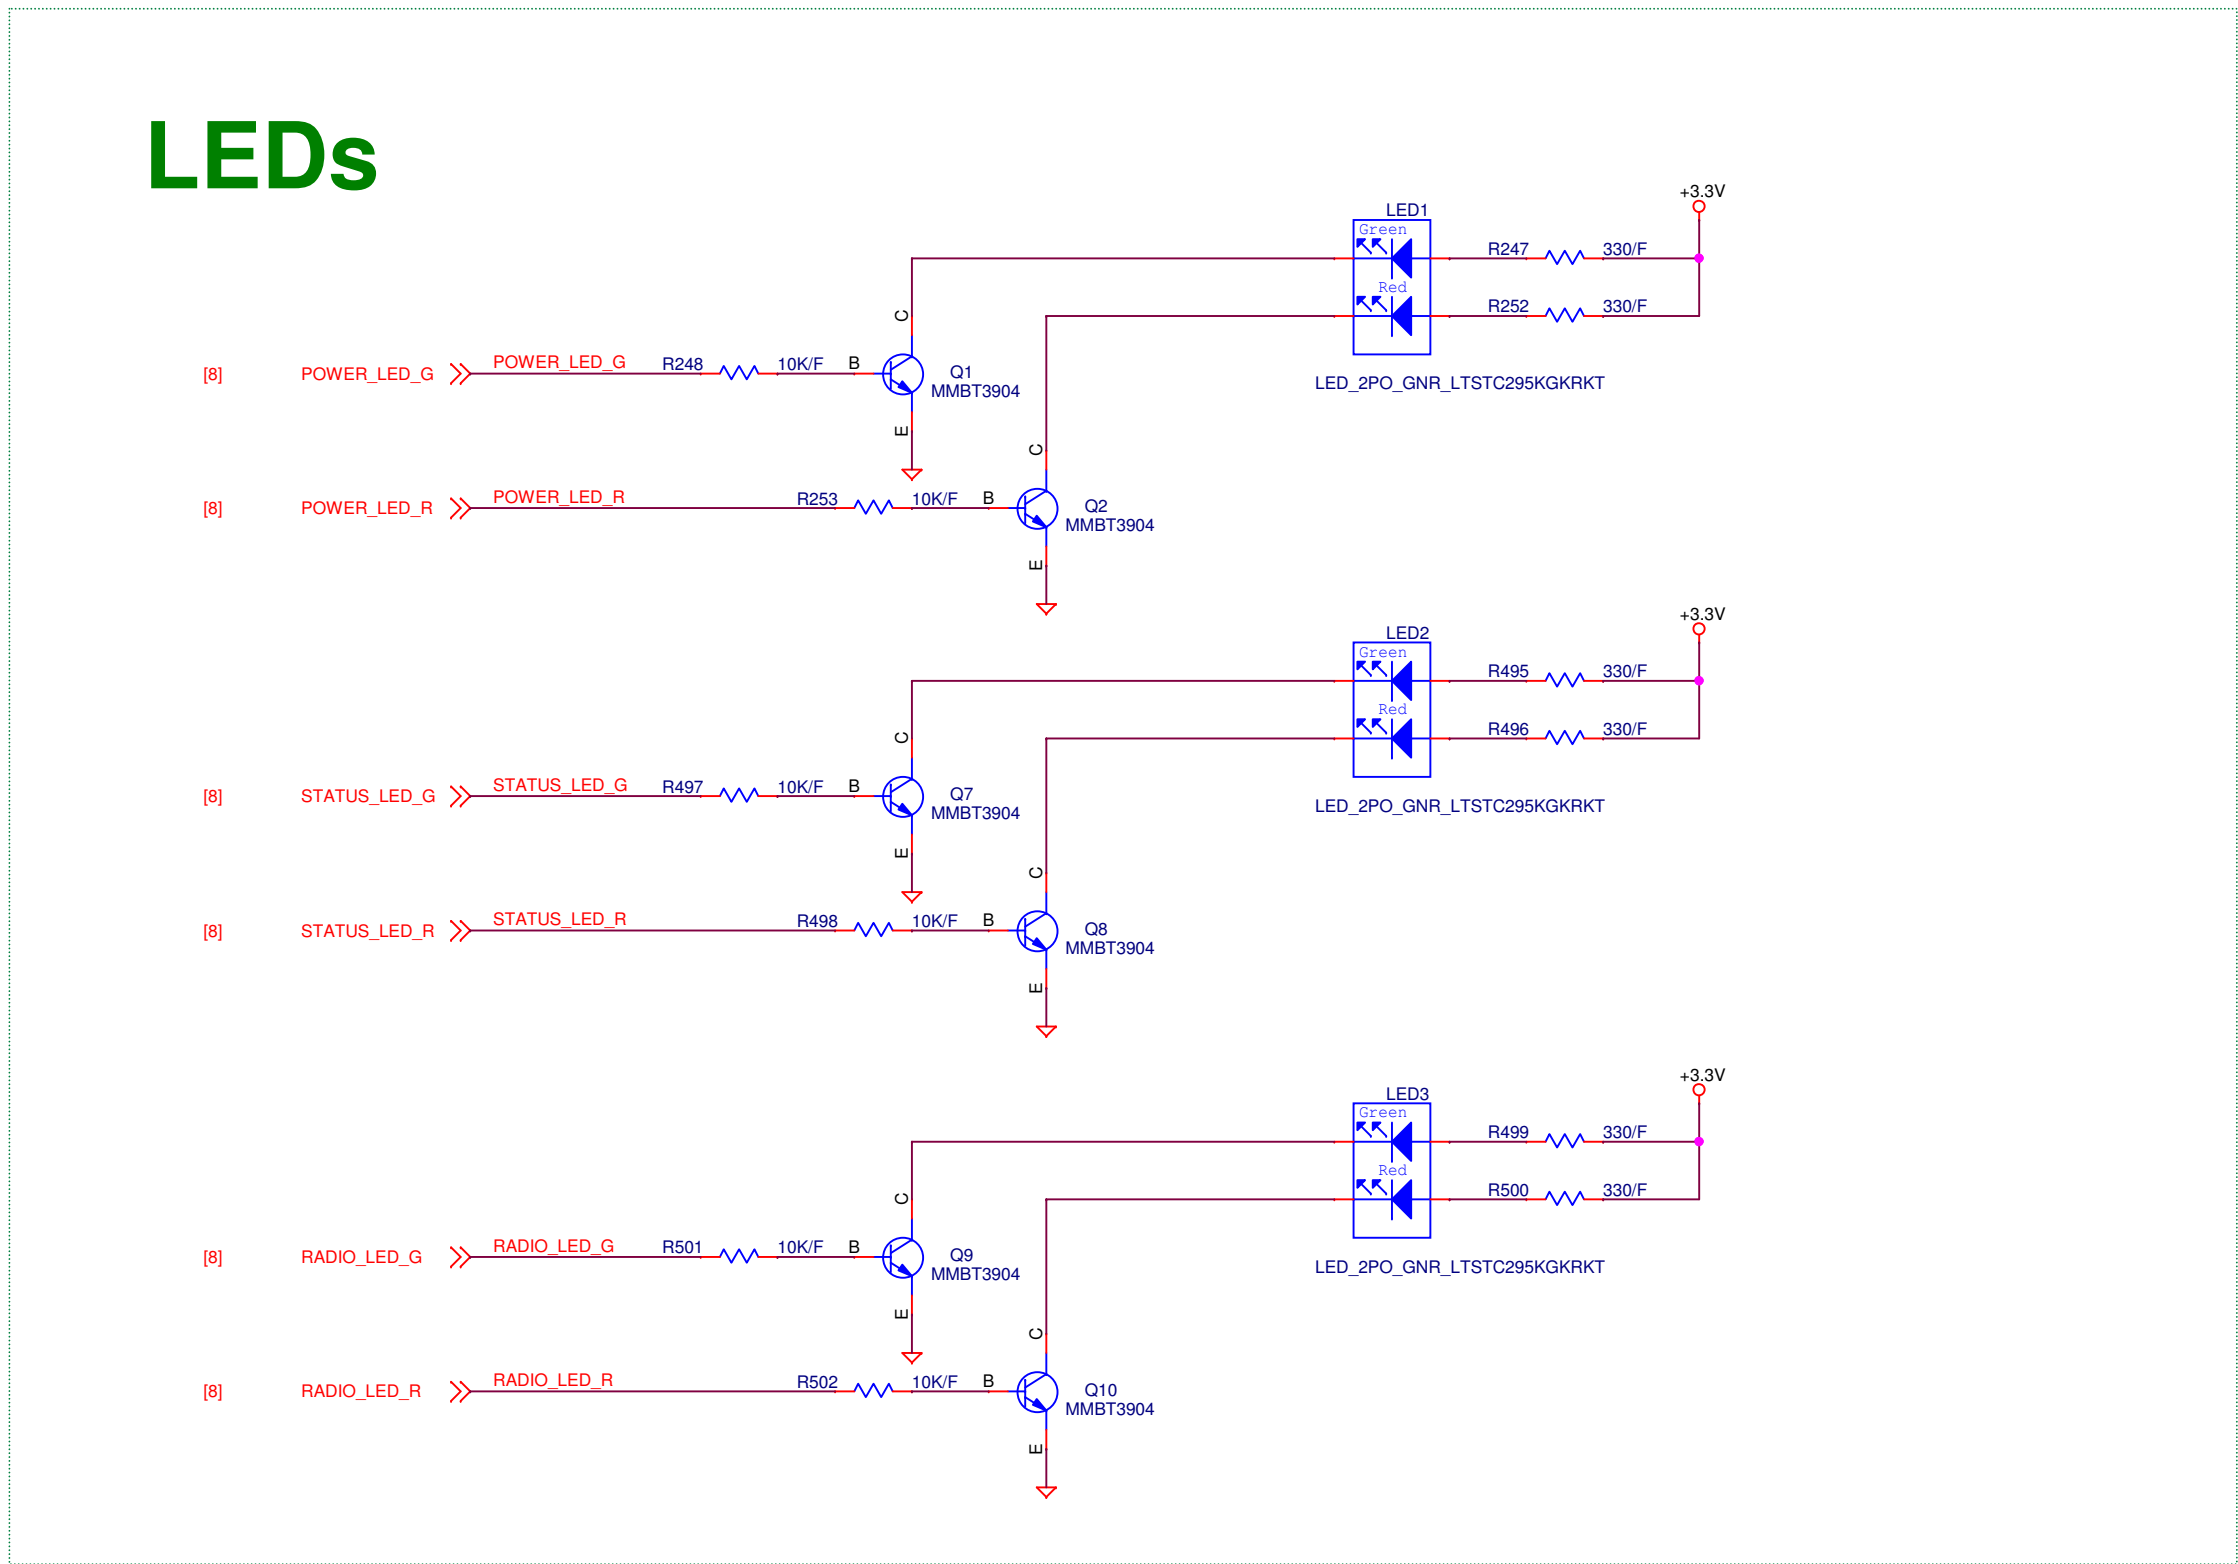 LEDs
+3.3V
LED1
Green
R247 330/F
Red
R252 330/F
C
[8] POWER_LED_G POWER_LED_G R248 10K/F B Q1
MMBT3904
LED_2PO_GNR_LTSTC295KGKRKT
E
C
[8] POWER_LED_R POWER_LED_R R253 10K/F B Q2
MMBT3904
E
+3.3V
LED2
Green
R495 330/F
Red
R496 330/F
C
[8] STATUS_LED_G STATUS_LED_G R497 10K/F B Q7
MMBT3904
LED_2PO_GNR_LTSTC295KGKRKT
E
C
[8] STATUS_LED_R STATUS_LED_R R498 10K/F B Q8
MMBT3904
E
+3.3V
LED3
Green
R499 330/F
Red
R500 330/F
C
[8] RADIO_LED_G RADIO_LED_G R501 10K/F B Q9
MMBT3904
LED_2PO_GNR_LTSTC295KGKRKT
E
C
[8] RADIO_LED_R RADIO_LED_R R502 10K/F B Q10
MMBT3904
E